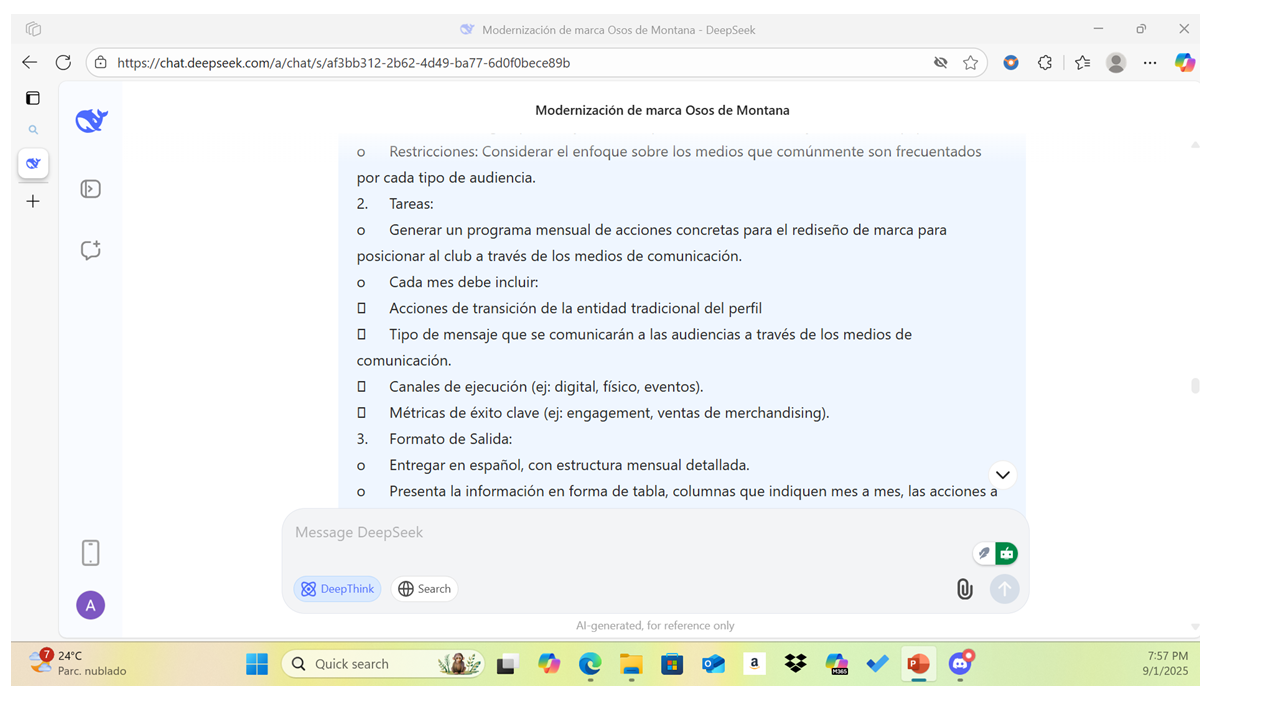 Modernización de marca Osos de Montana - DeepSeek
https://chat.deepseek.com/a/chat/s/af3bb312-2b62-4d49-ba77-6d0f0bece89b
Modernización de marca Osos de Montana
o Restricciones: Considerar el enfoque sobre los medios que comúnmente son frecuentados
por cada tipo de audiencia.
2. Tareas:
o Generar un programa mensual de acciones concretas para el rediseño de marca para
posicionar al club a través de los medios de comunicación.
o Cada mes debe incluir:
▯ Acciones de transición de la entidad tradicional del perfil
▯ Tipo de mensaje que se comunicarán a las audiencias a través de los medios de
comunicación.
▯ Canales de ejecución (ej: digital, físico, eventos).
▯ Métricas de éxito clave (ej: engagement, ventas de merchandising).
3. Formato de Salida:
o Entregar en español, con estructura mensual detallada.
o Presenta la información en forma de tabla, columnas que indiquen mes a mes, las acciones a
Message DeepSeek
DeepThink Search
A
AI-generated, for reference only
7 24°C
Parc. nublado
Quick search
a
M365
P
7:57 PM
9/1/2025